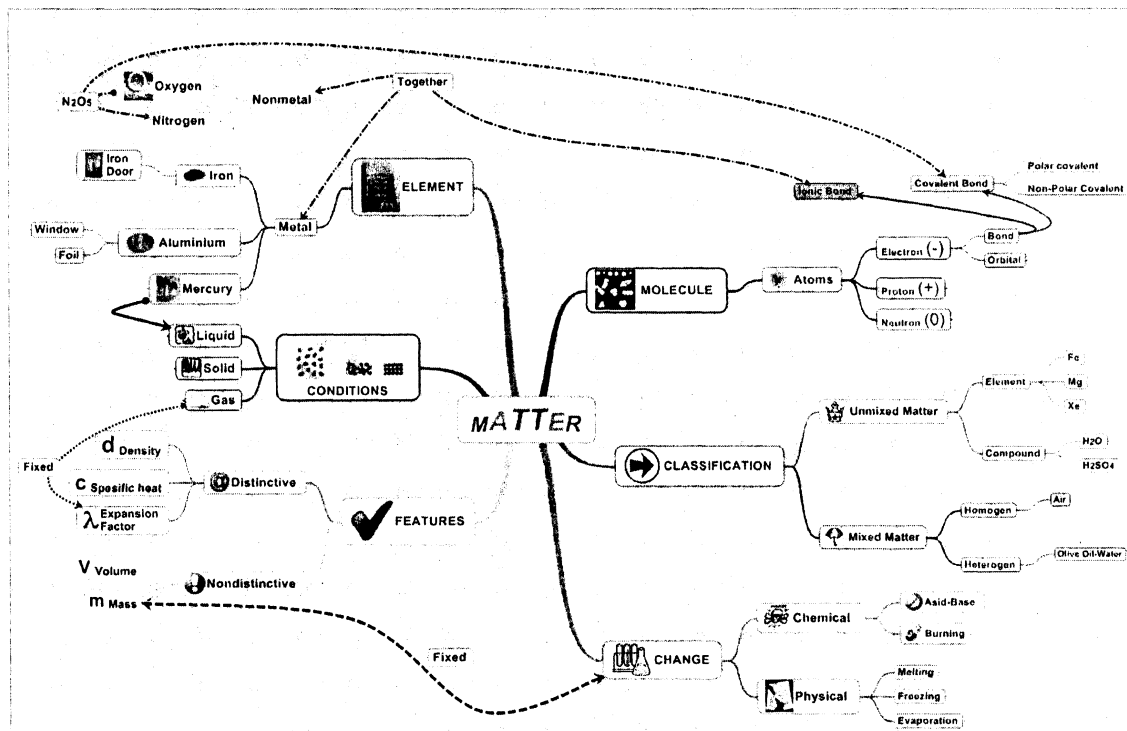 N2O5
Oxygen
Nitrogen
Nonmetal
Together
Iron
Door
Iron
ELEMENT
Window
Foil
Aluminium
Metal
Mercury
Liquid
Solid
Gas
CONDITIONS
MATTER
Fixed
d Density
c Spesific heat
λ Expansion
Factor
Distinctive
FEATURES
V Volume
m Mass
Nondistinctive
Fixed
Ionic Bond
Covalent Bond
Polar covalent
Non-Polar Covalent
MOLECULE
Atoms
Electron (-)
Bond
Orbital
Proton (+)
Neutron (0)
CLASSIFICATION
Unmixed Matter
Element
Fe
Mg
Xe
Compound
H2O
H2SO4
Mixed Matter
Homogen
Air
Heterogen
Olive Oil-Water
CHANGE
Chemical
Asid-Base
Burning
Physical
Melting
Freezing
Evaporation